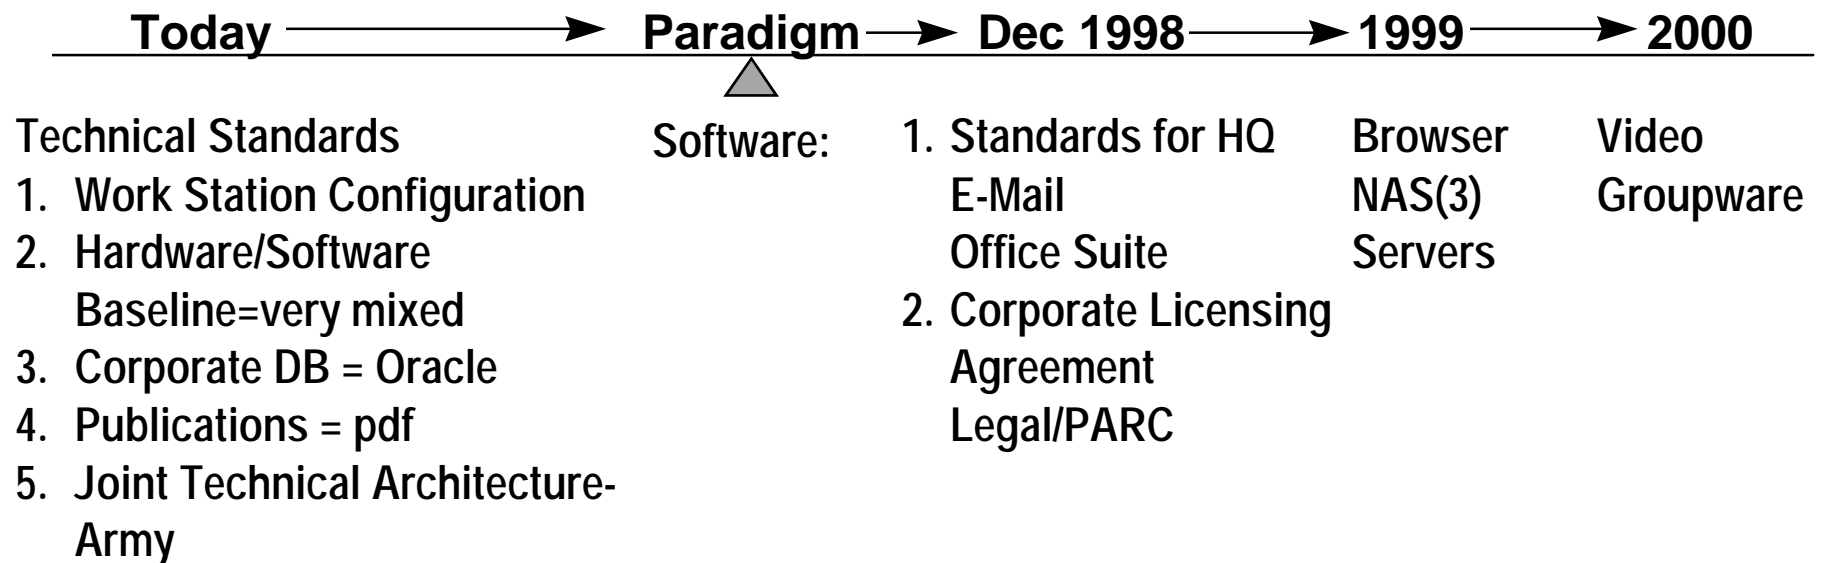 Today Paradigm Dec 1998 1999 2000
Technical Standards
1. Work Station Configuration
2. Hardware/Software
Baseline=very mixed
3. Corporate DB = Oracle
4. Publications = pdf
5. Joint Technical Architecture-
Army
Software:
1. Standards for HQ
E-Mail
Office Suite
2. Corporate Licensing
Agreement
Legal/PARC
Browser
NAS(3)
Servers
Video
Groupware